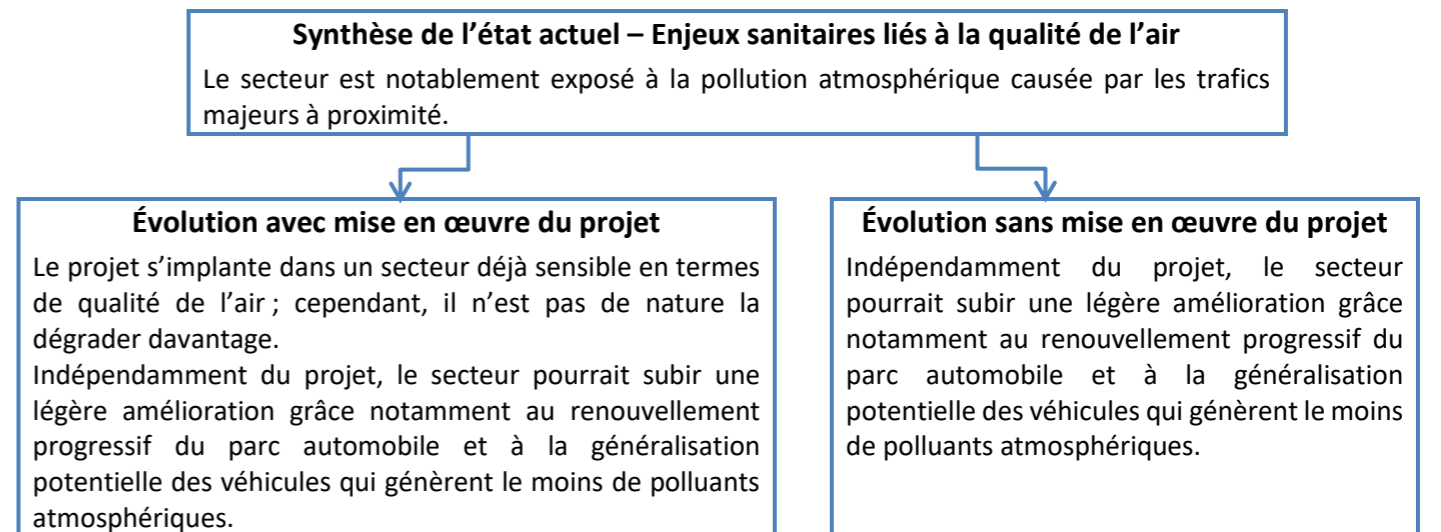 Synthèse de l’état actuel – Enjeux sanitaires liés à la qualité de l’air
Le secteur est notablement exposé à la pollution atmosphérique causée par les trafics
majeurs à proximité.
Évolution avec mise en œuvre du projet
Le projet s’implante dans un secteur déjà sensible en termes
de qualité de l’air ; cependant, il n’est pas de nature la
dégrader davantage.
Indépendamment du projet, le secteur pourrait subir une
légère amélioration grâce notamment au renouvellement
progressif du parc automobile et à la généralisation
potentielle des véhicules qui génèrent le moins de polluants
atmosphériques.
Évolution sans mise en œuvre du projet
Indépendamment du projet, le secteur
pourrait subir une légère amélioration grâce
notamment au renouvellement progressif du
parc automobile et à la généralisation
potentielle des véhicules qui génèrent le moins
de polluants atmosphériques.